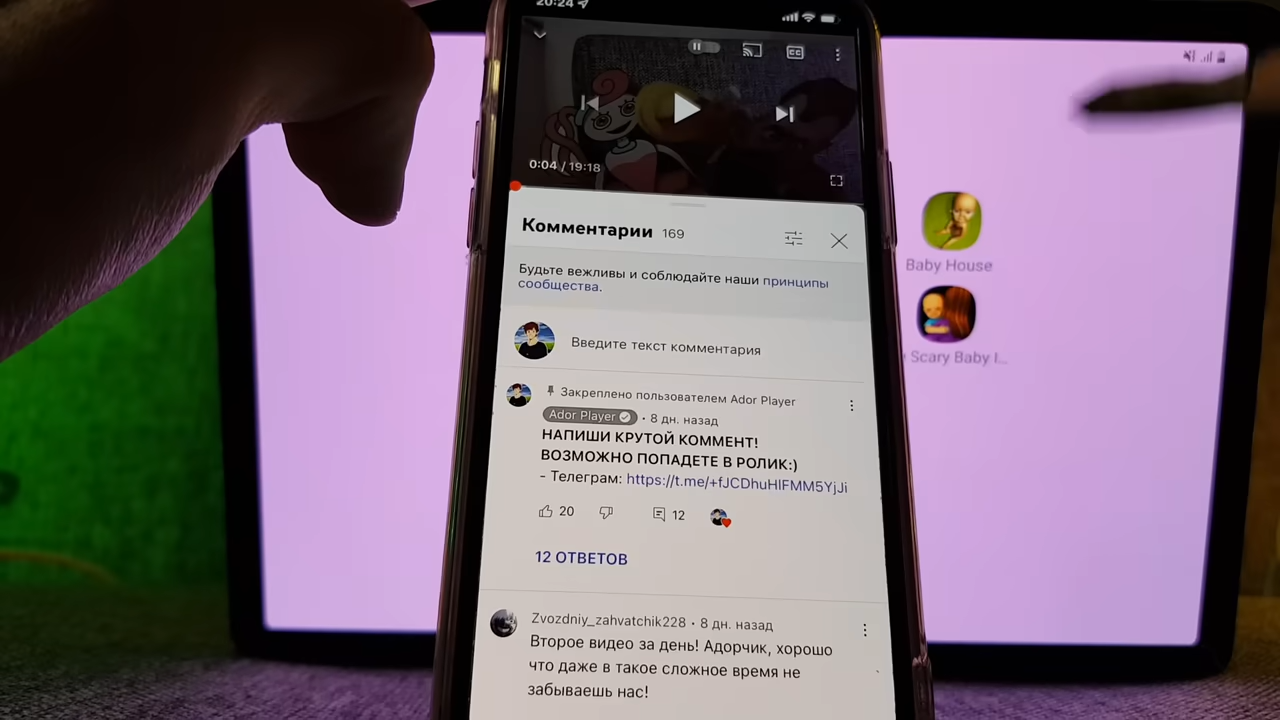 20:24
0:04 / 19:18
Комментарии 169
Будьте вежливы и соблюдайте наши принципы
сообщества.
Введите текст комментария
Закреплено пользователем Ador Player
Ador Player · 8 дн. назад
НАПИШИ КРУТОЙ КОММЕНТ!
ВОЗМОЖНО ПОПАДЕТЕ В РОЛИК:)
- Телеграм: https://t.me/+fJCDhuHlFMM5YjJi
20 12
12 ОТВЕТОВ
Zvozdniy_zahvatchik228 · 8 дн. назад
Второе видео за день! Адорчик, хорошо
что даже в такое сложное время не
забываешь нас!
Baby House
Scary Baby I...